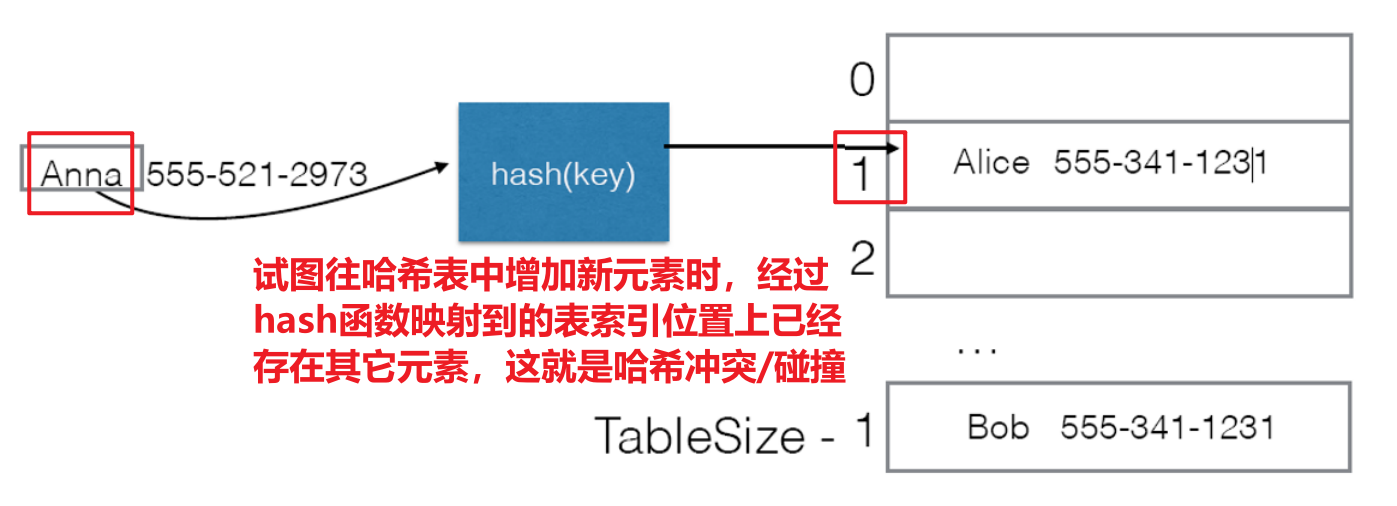 0
Anna 555-521-2973
hash(key)
1
Alice 555-341-1231
试图往哈希表中增加新元素时，经过
hash函数映射到的表索引位置上已经
存在其它元素，这就是哈希冲突/碰撞
2
...
TableSize - 1
Bob 555-341-1231